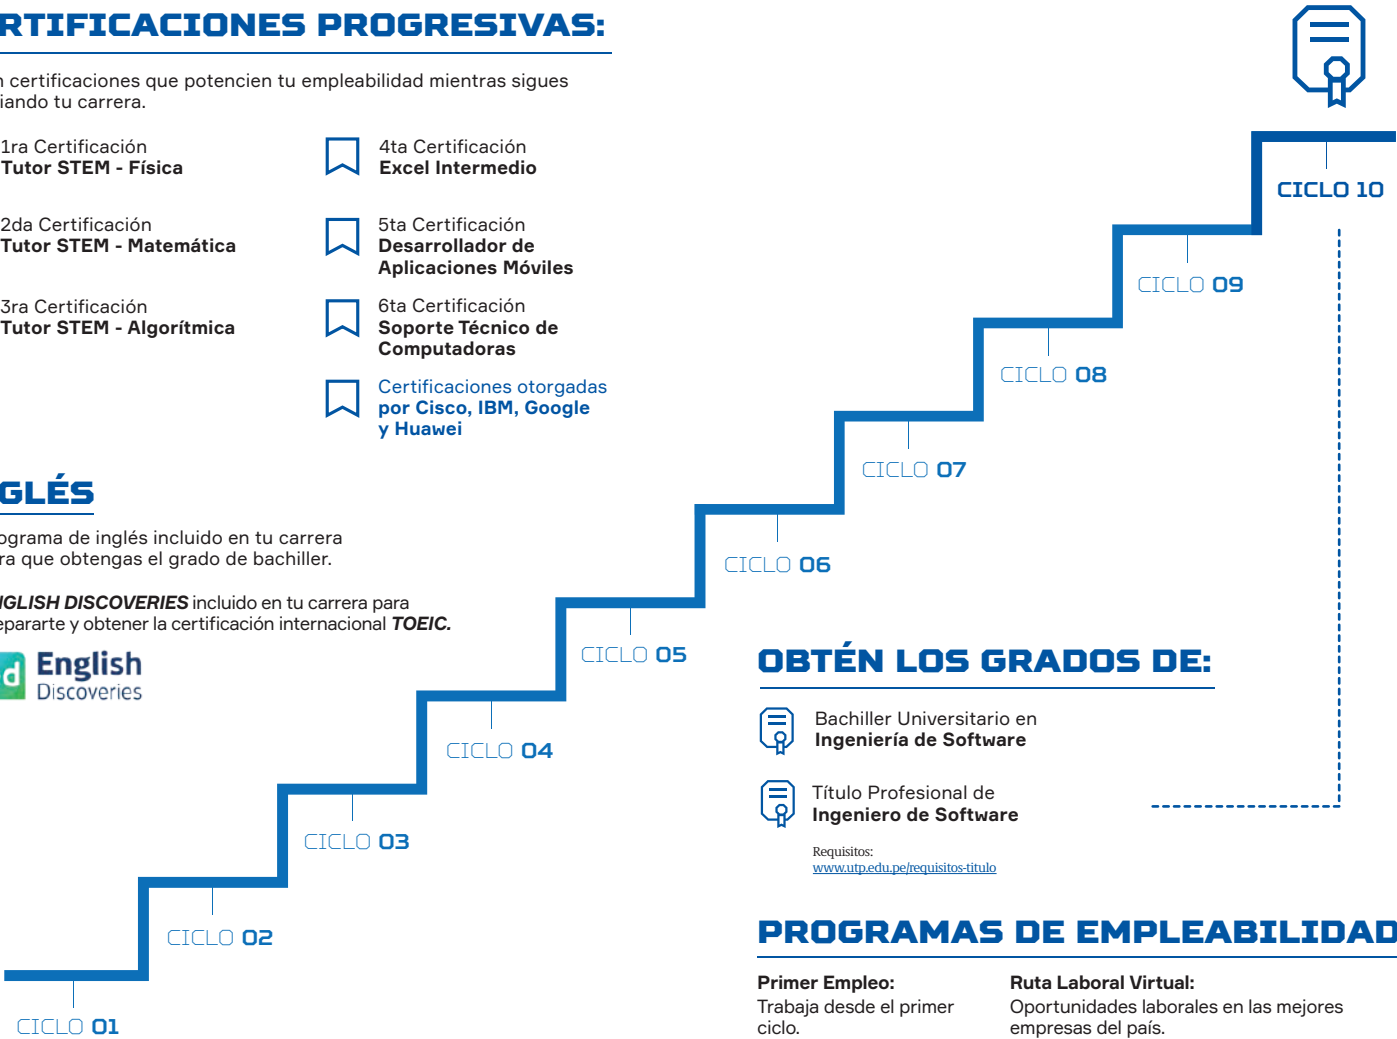 RTIFICACIONES PROGRESIVAS:
n certificaciones que potencien tu empleabilidad mientras sigues
iando tu carrera.
1ra Certificación
Tutor STEM - Física
2da Certificación
Tutor STEM - Matemática
3ra Certificación
Tutor STEM - Algorítmica
4ta Certificación
Excel Intermedio
5ta Certificación
Desarrollador de
Aplicaciones Móviles
6ta Certificación
Soporte Técnico de
Computadoras
Certificaciones otorgadas
por Cisco, IBM, Google
y Huawei
GLÉS
ograma de inglés incluido en tu carrera
ra que obtengas el grado de bachiller.
NGLISH DISCOVERIES incluido en tu carrera para
epararte y obtener la certificación internacional TOEIC.
ed English
Discoveries
CICLO 01
CICLO 02
CICLO 03
CICLO 04
CICLO 05
CICLO 06
CICLO 07
CICLO 08
CICLO 09
CICLO 10
OBTÉN LOS GRADOS DE:
Bachiller Universitario en
Ingeniería de Software
Título Profesional de
Ingeniero de Software
Requisitos:
www.utp.edu.pe/requisitos-titulo
PROGRAMAS DE EMPLEABILIDAD
Primer Empleo:
Trabaja desde el primer
ciclo.
Ruta Laboral Virtual:
Oportunidades laborales en las mejores
empresas del país.